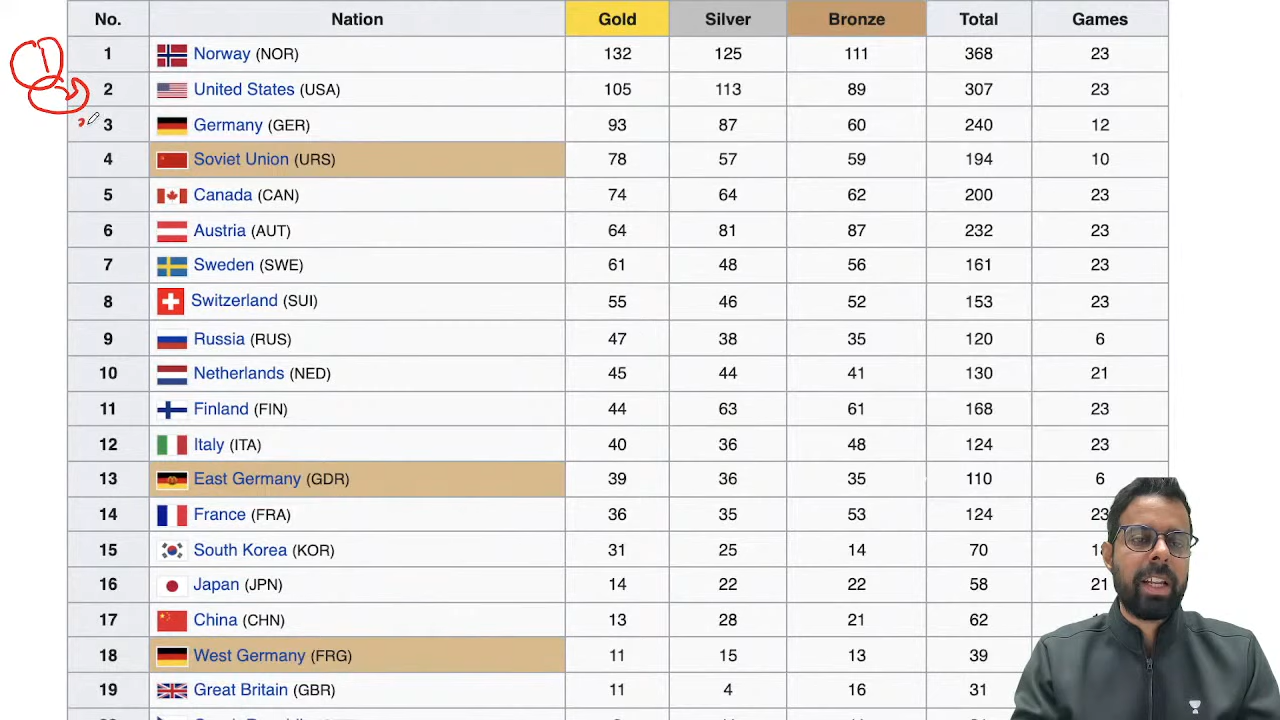 No. Nation Gold Silver Bronze Total Games
1 Norway (NOR) 132 125 111 368 23
2 United States (USA) 105 113 89 307 23
3 Germany (GER) 93 87 60 240 12
4 Soviet Union (URS) 78 57 59 194 10
5 Canada (CAN) 74 64 62 200 23
6 Austria (AUT) 64 81 87 232 23
7 Sweden (SWE) 61 48 56 161 23
8 Switzerland (SUI) 55 46 52 153 23
9 Russia (RUS) 47 38 35 120 6
10 Netherlands (NED) 45 44 41 130 21
11 Finland (FIN) 44 63 61 168 23
12 Italy (ITA) 40 36 48 124 23
13 East Germany (GDR) 39 36 35 110 6
14 France (FRA) 36 35 53 124 23
15 South Korea (KOR) 31 25 14 70
16 Japan (JPN) 14 22 22 58 21
17 China (CHN) 13 28 21 62
18 West Germany (FRG) 11 15 13 39
19 Great Britain (GBR) 11 4 16 31